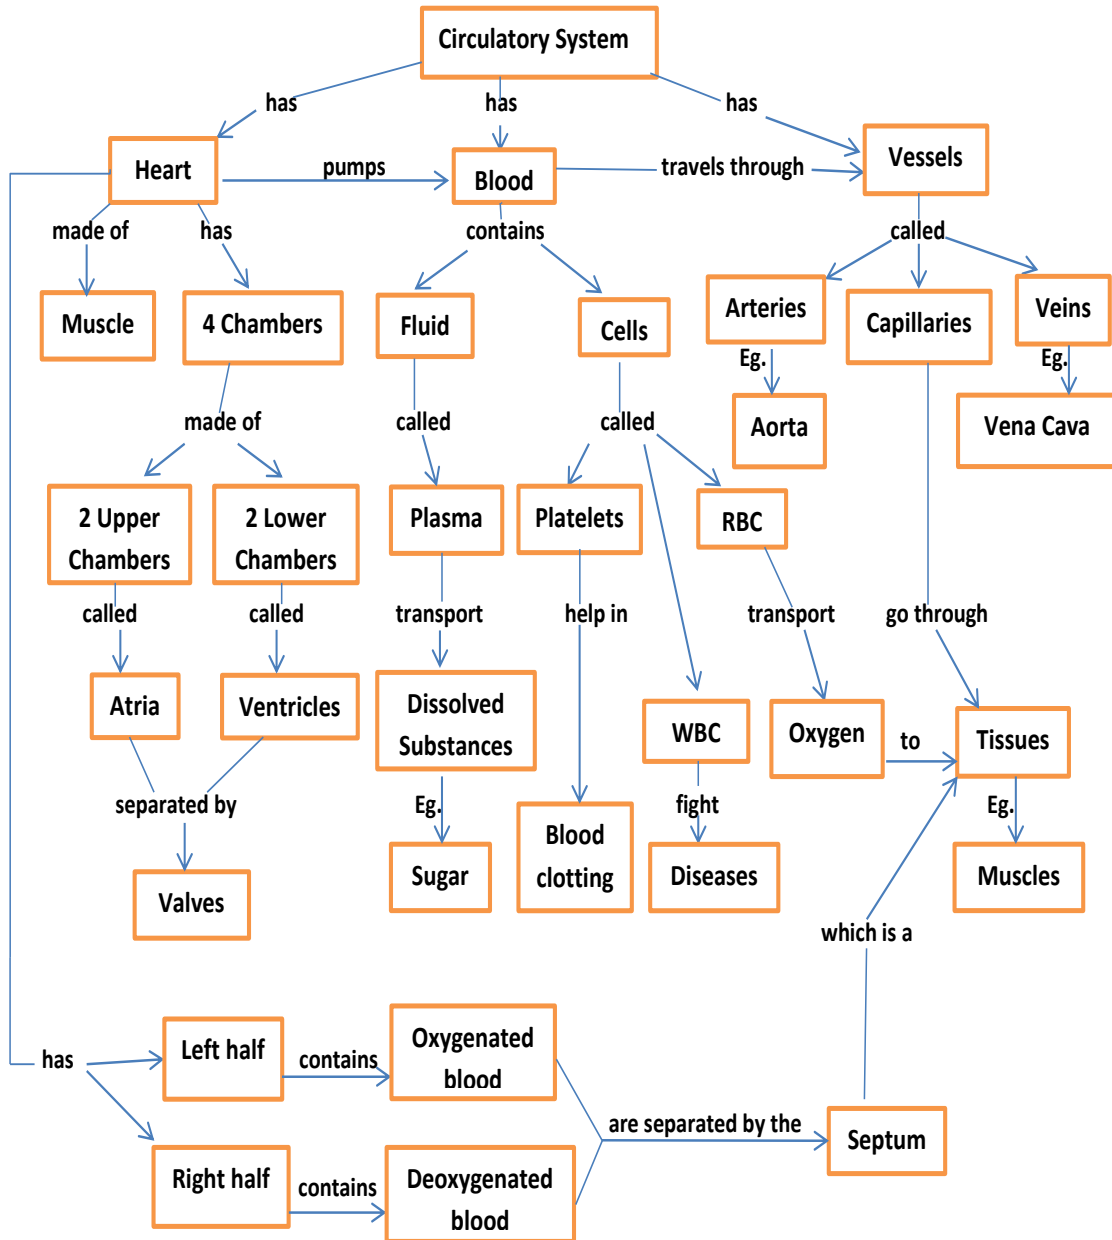 Circulatory System
has
has
has
Heart
pumps
Blood
travels through
Vessels
made of
has
contains
called
Muscle
4 Chambers
Fluid
Cells
Arteries
Capillaries
Veins
Eg.
Eg.
made of
called
called
Aorta
Vena Cava
2 Upper
Chambers
2 Lower
Chambers
Plasma
Platelets
RBC
called
called
transport
help in
transport
go through
Atria
Ventricles
Dissolved
Substances
WBC
Oxygen
to
Tissues
separated by
Eg.
fight
Eg.
Valves
Sugar
Blood
clotting
Diseases
Muscles
which is a
has
Left half
contains
Oxygenated
blood
are separated by the
Septum
Right half
contains
Deoxygenated
blood